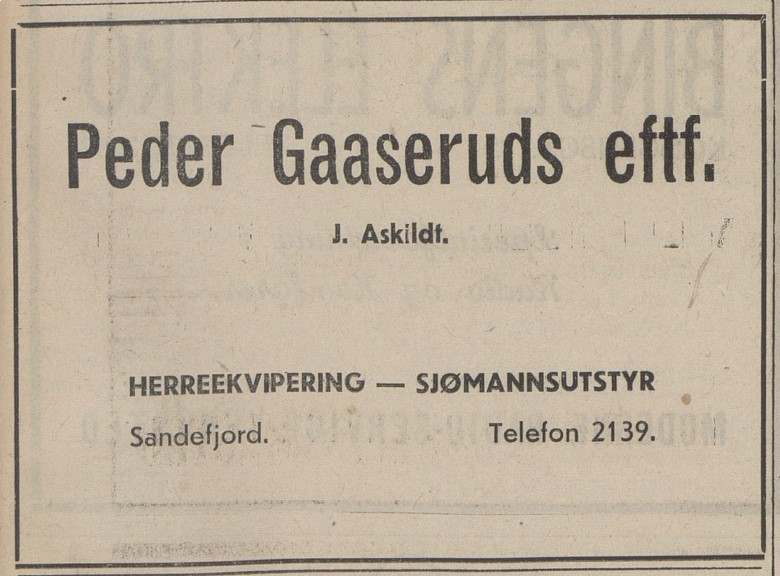 Peder Gaaseruds eftf.
J. Askildt.
HERREEKVIPERING — SJØMANNSUTSTYR
Sandefjord. Telefon 2139.